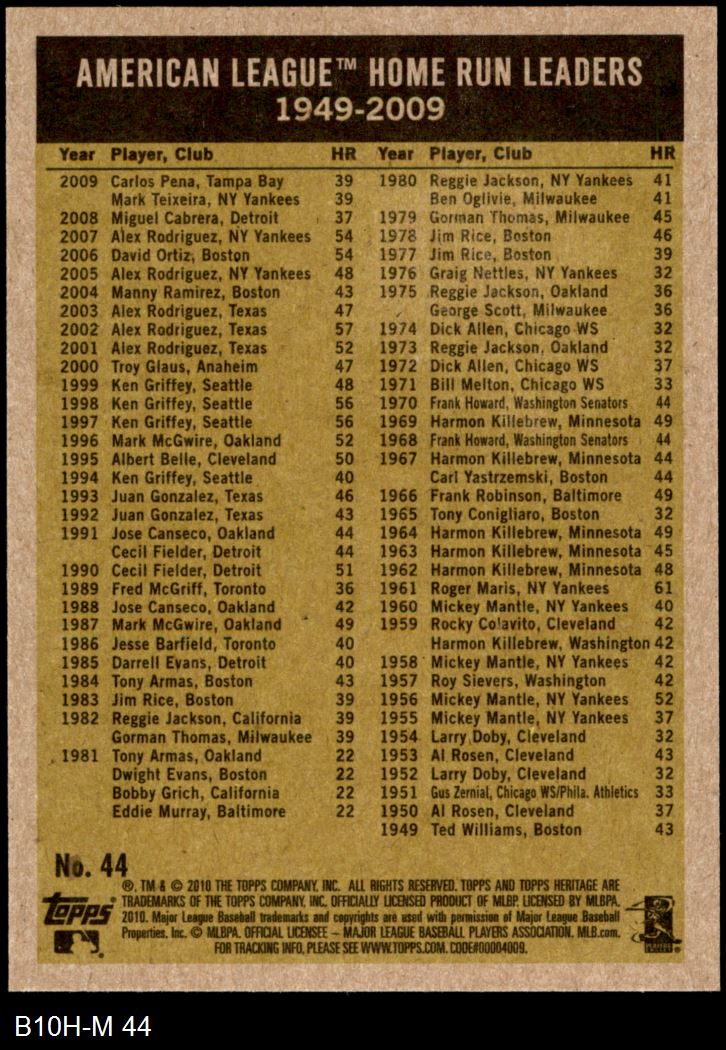 AMERICAN LEAGUE™ HOME RUN LEADERS
1949-2009
Year Player, Club HR
2009 Carlos Pena, Tampa Bay 39
Mark Teixeira, NY Yankees 39
2008 Miguel Cabrera, Detroit 37
2007 Alex Rodriguez, NY Yankees 54
2006 David Ortiz, Boston 54
2005 Alex Rodriguez, NY Yankees 48
2004 Manny Ramirez, Boston 43
2003 Alex Rodriguez, Texas 47
2002 Alex Rodriguez, Texas 57
2001 Alex Rodriguez, Texas 52
2000 Troy Glaus, Anaheim 47
1999 Ken Griffey, Seattle 48
1998 Ken Griffey, Seattle 56
1997 Ken Griffey, Seattle 56
1996 Mark McGwire, Oakland 52
1995 Albert Belle, Cleveland 50
1994 Ken Griffey, Seattle 40
1993 Juan Gonzalez, Texas 46
1992 Juan Gonzalez, Texas 43
1991 Jose Canseco, Oakland 44
Cecil Fielder, Detroit 44
1990 Cecil Fielder, Detroit 51
1989 Fred McGriff, Toronto 36
1988 Jose Canseco, Oakland 42
1987 Mark McGwire, Oakland 49
1986 Jesse Barfield, Toronto 40
1985 Darrell Evans, Detroit 40
1984 Tony Armas, Boston 43
1983 Jim Rice, Boston 39
1982 Reggie Jackson, California 39
Gorman Thomas, Milwaukee 39
1981 Tony Armas, Oakland 22
Dwight Evans, Boston 22
Bobby Grich, California 22
Eddie Murray, Baltimore 22
Year Player, Club HR
1980 Reggie Jackson, NY Yankees 41
Ben Oglivie, Milwaukee 41
1979 Gorman Thomas, Milwaukee 45
1978 Jim Rice, Boston 46
1977 Jim Rice, Boston 39
1976 Graig Nettles, NY Yankees 32
1975 Reggie Jackson, Oakland 36
George Scott, Milwaukee 36
1974 Dick Allen, Chicago WS 32
1973 Reggie Jackson, Oakland 32
1972 Dick Allen, Chicago WS 37
1971 Bill Melton, Chicago WS 33
1970 Frank Howard, Washington Senators 44
1969 Harmon Killebrew, Minnesota 49
1968 Frank Howard, Washington Senators 44
1967 Harmon Killebrew, Minnesota 44
Carl Yastrzemski, Boston 44
1966 Frank Robinson, Baltimore 49
1965 Tony Conigliaro, Boston 32
1964 Harmon Killebrew, Minnesota 49
1963 Harmon Killebrew, Minnesota 45
1962 Harmon Killebrew, Minnesota 48
1961 Roger Maris, NY Yankees 61
1960 Mickey Mantle, NY Yankees 40
1959 Rocky Colavito, Cleveland 42
Harmon Killebrew, Washington 42
1958 Mickey Mantle, NY Yankees 42
1957 Roy Sievers, Washington 42
1956 Mickey Mantle, NY Yankees 52
1955 Mickey Mantle, NY Yankees 37
1954 Larry Doby, Cleveland 32
1953 Al Rosen, Cleveland 43
1952 Larry Doby, Cleveland 32
1951 Gus Zernial, Chicago WS/Phila. Athletics 33
1950 Al Rosen, Cleveland 37
1949 Ted Williams, Boston 43
No. 44
topps
®, TM & © 2010 THE TOPPS COMPANY, INC. ALL RIGHTS RESERVED. TOPPS AND TOPPS HERITAGE ARE
TRADEMARKS OF THE TOPPS COMPANY, INC. OFFICIALLY LICENSED PRODUCT OF MLBP. LICENSED BY MLBPA.
2010. Major League Baseball trademarks and copyrights are used with permission of Major League Baseball
Properties, Inc. © MLBPA. OFFICIAL LICENSEE – MAJOR LEAGUE BASEBALL PLAYERS ASSOCIATION. MLB.com.
FOR TRACKING INFO, PLEASE SEE WWW.TOPPS.COM. CODE#00004009.
B10H-M 44